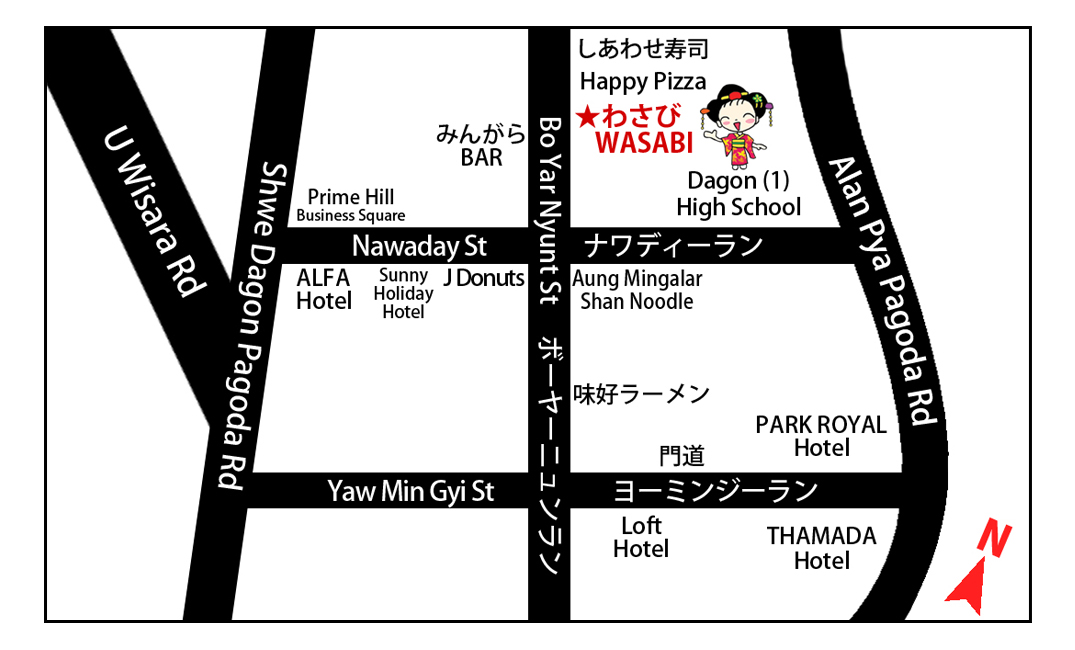 しあわせ寿司
Happy Pizza
★わさび
WASABI
みんがら
BAR
Dagon (1)
High School
Prime Hill
Business Square
U Wisara Rd
Shwe Dagon Pagoda Rd
Bo Yar Nyunt St ボーヤーニュンラン
Alan Pya Pagoda Rd
Nawaday St ナワディーラン
ALFA
Hotel
Sunny
Holiday
Hotel
J Donuts
Aung Mingalar
Shan Noodle
味好ラーメン
PARK ROYAL
Hotel
門道
Yaw Min Gyi St ヨーミンジーラン
Loft
Hotel
THAMADA
Hotel
N